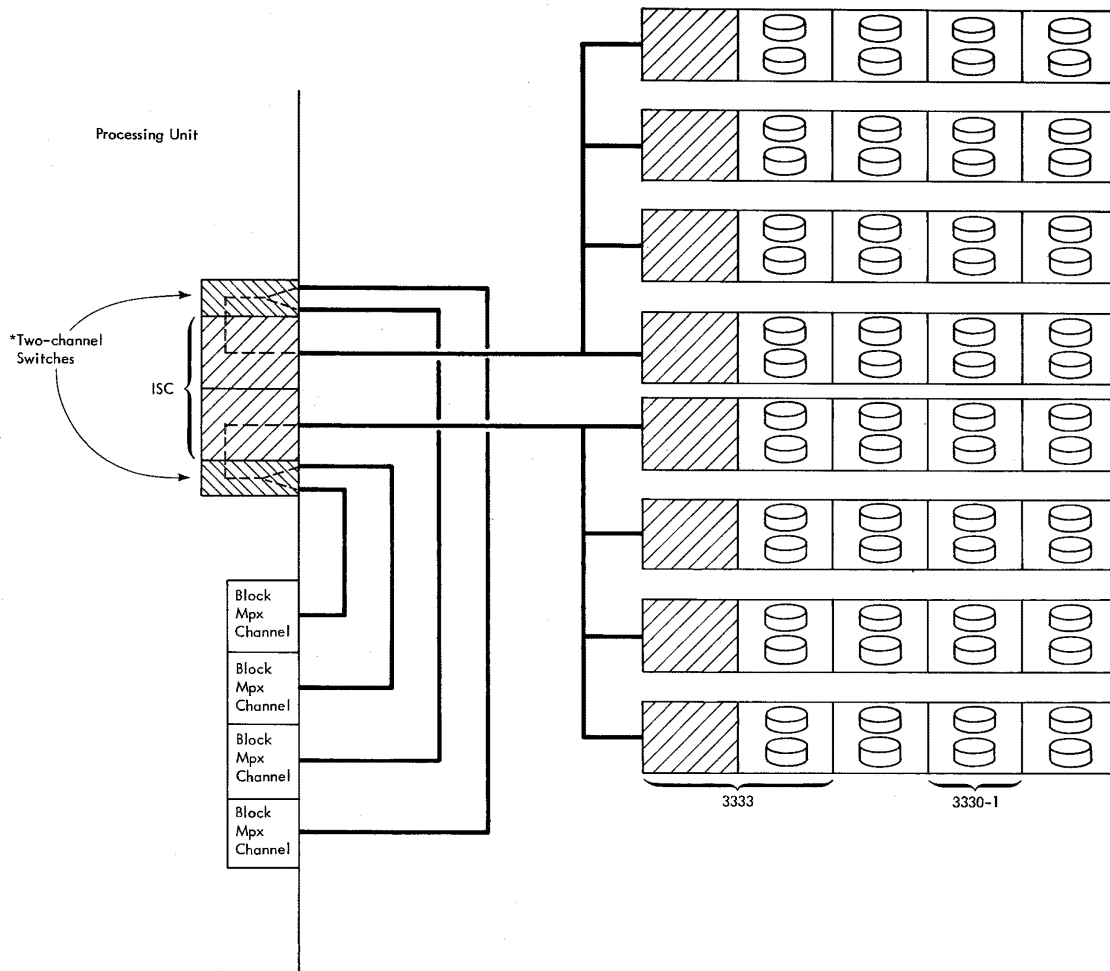 Processing Unit
*Two-channel
Switches
ISC
Block
Mpx
Channel
Block
Mpx
Channel
Block
Mpx
Channel
Block
Mpx
Channel
3333
3330-1